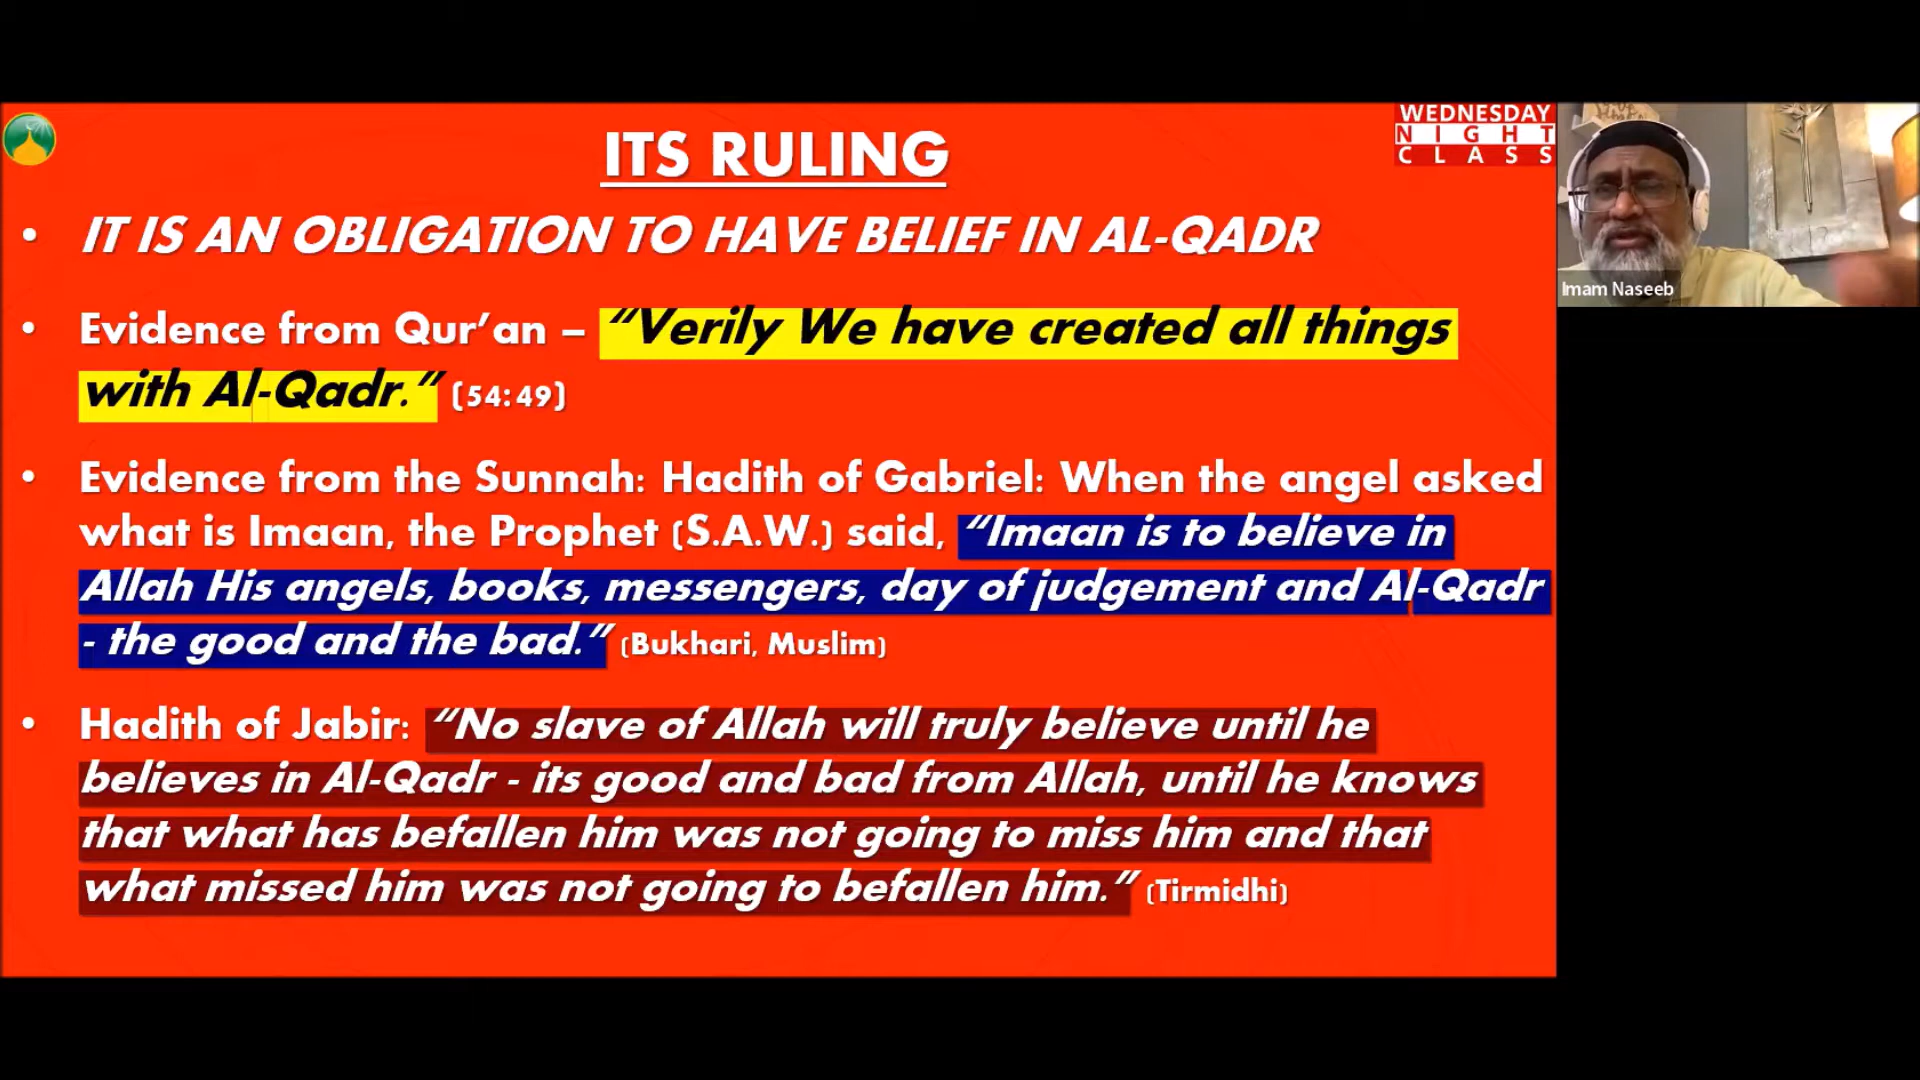 ITS RULING
WEDNESDAY
NIGHT
CLASS
• IT IS AN OBLIGATION TO HAVE BELIEF IN AL-QADR
• Evidence from Qur’an – “Verily We have created all things
with Al-Qadr.” (54:49)
• Evidence from the Sunnah: Hadith of Gabriel: When the angel asked
what is Imaan, the Prophet (S.A.W.) said, “Imaan is to believe in
Allah His angels, books, messengers, day of judgement and Al-Qadr
- the good and the bad.” (Bukhari, Muslim)
• Hadith of Jabir: “No slave of Allah will truly believe until he
believes in Al-Qadr - its good and bad from Allah, until he knows
that what has befallen him was not going to miss him and that
what missed him was not going to befallen him.” (Tirmidhi)
Imam Naseeb